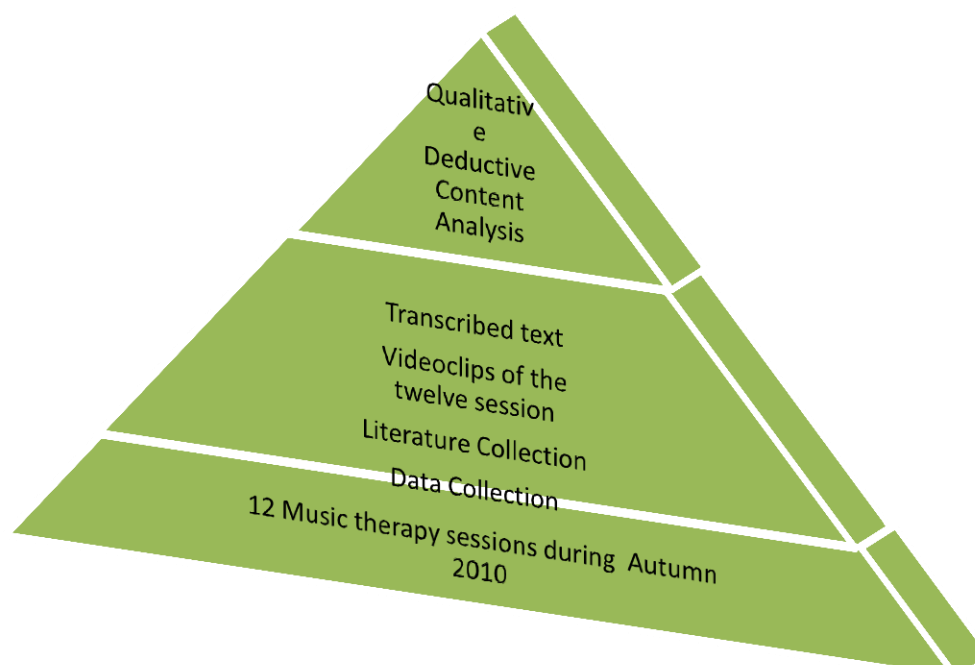 Qualitativ
e
Deductive
Content
Analysis
Transcribed text
Videoclips of the
twelve session
Literature Collection
Data Collection
12 Music therapy sessions during Autumn
2010